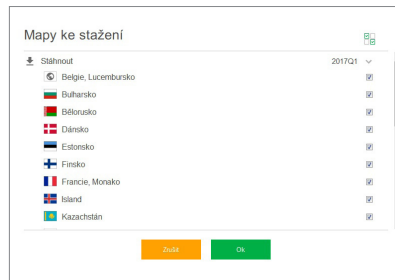 Mapy ke stažení
Stáhnout 2017Q1
Belgie, Lucembursko
Bulharsko
Bělorusko
Dánsko
Estonsko
Finsko
Francie, Monako
Island
Kazachstán
Zrušit Ok